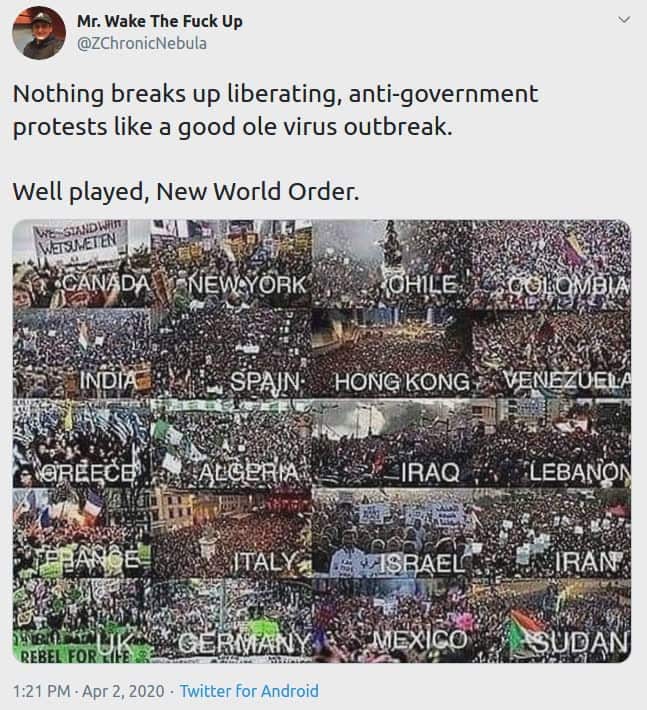 Mr. Wake The Fuck Up
@ZChronicNebula
Nothing breaks up liberating, anti-government
protests like a good ole virus outbreak.
Well played, New World Order.
WE STAND WITH
WETSUWETEN
CANADA
NEW YORK
CHILE
COLOMBIA
INDIA
SPAIN
HONG KONG
VENEZUELA
GREECE
ALGERIA
IRAQ
LEBANON
FRANCE
ITALY
ISRAEL
IRAN
REBEL FOR LIFE
UK
GERMANY
MEXICO
SUDAN
1:21 PM · Apr 2, 2020 · Twitter for Android